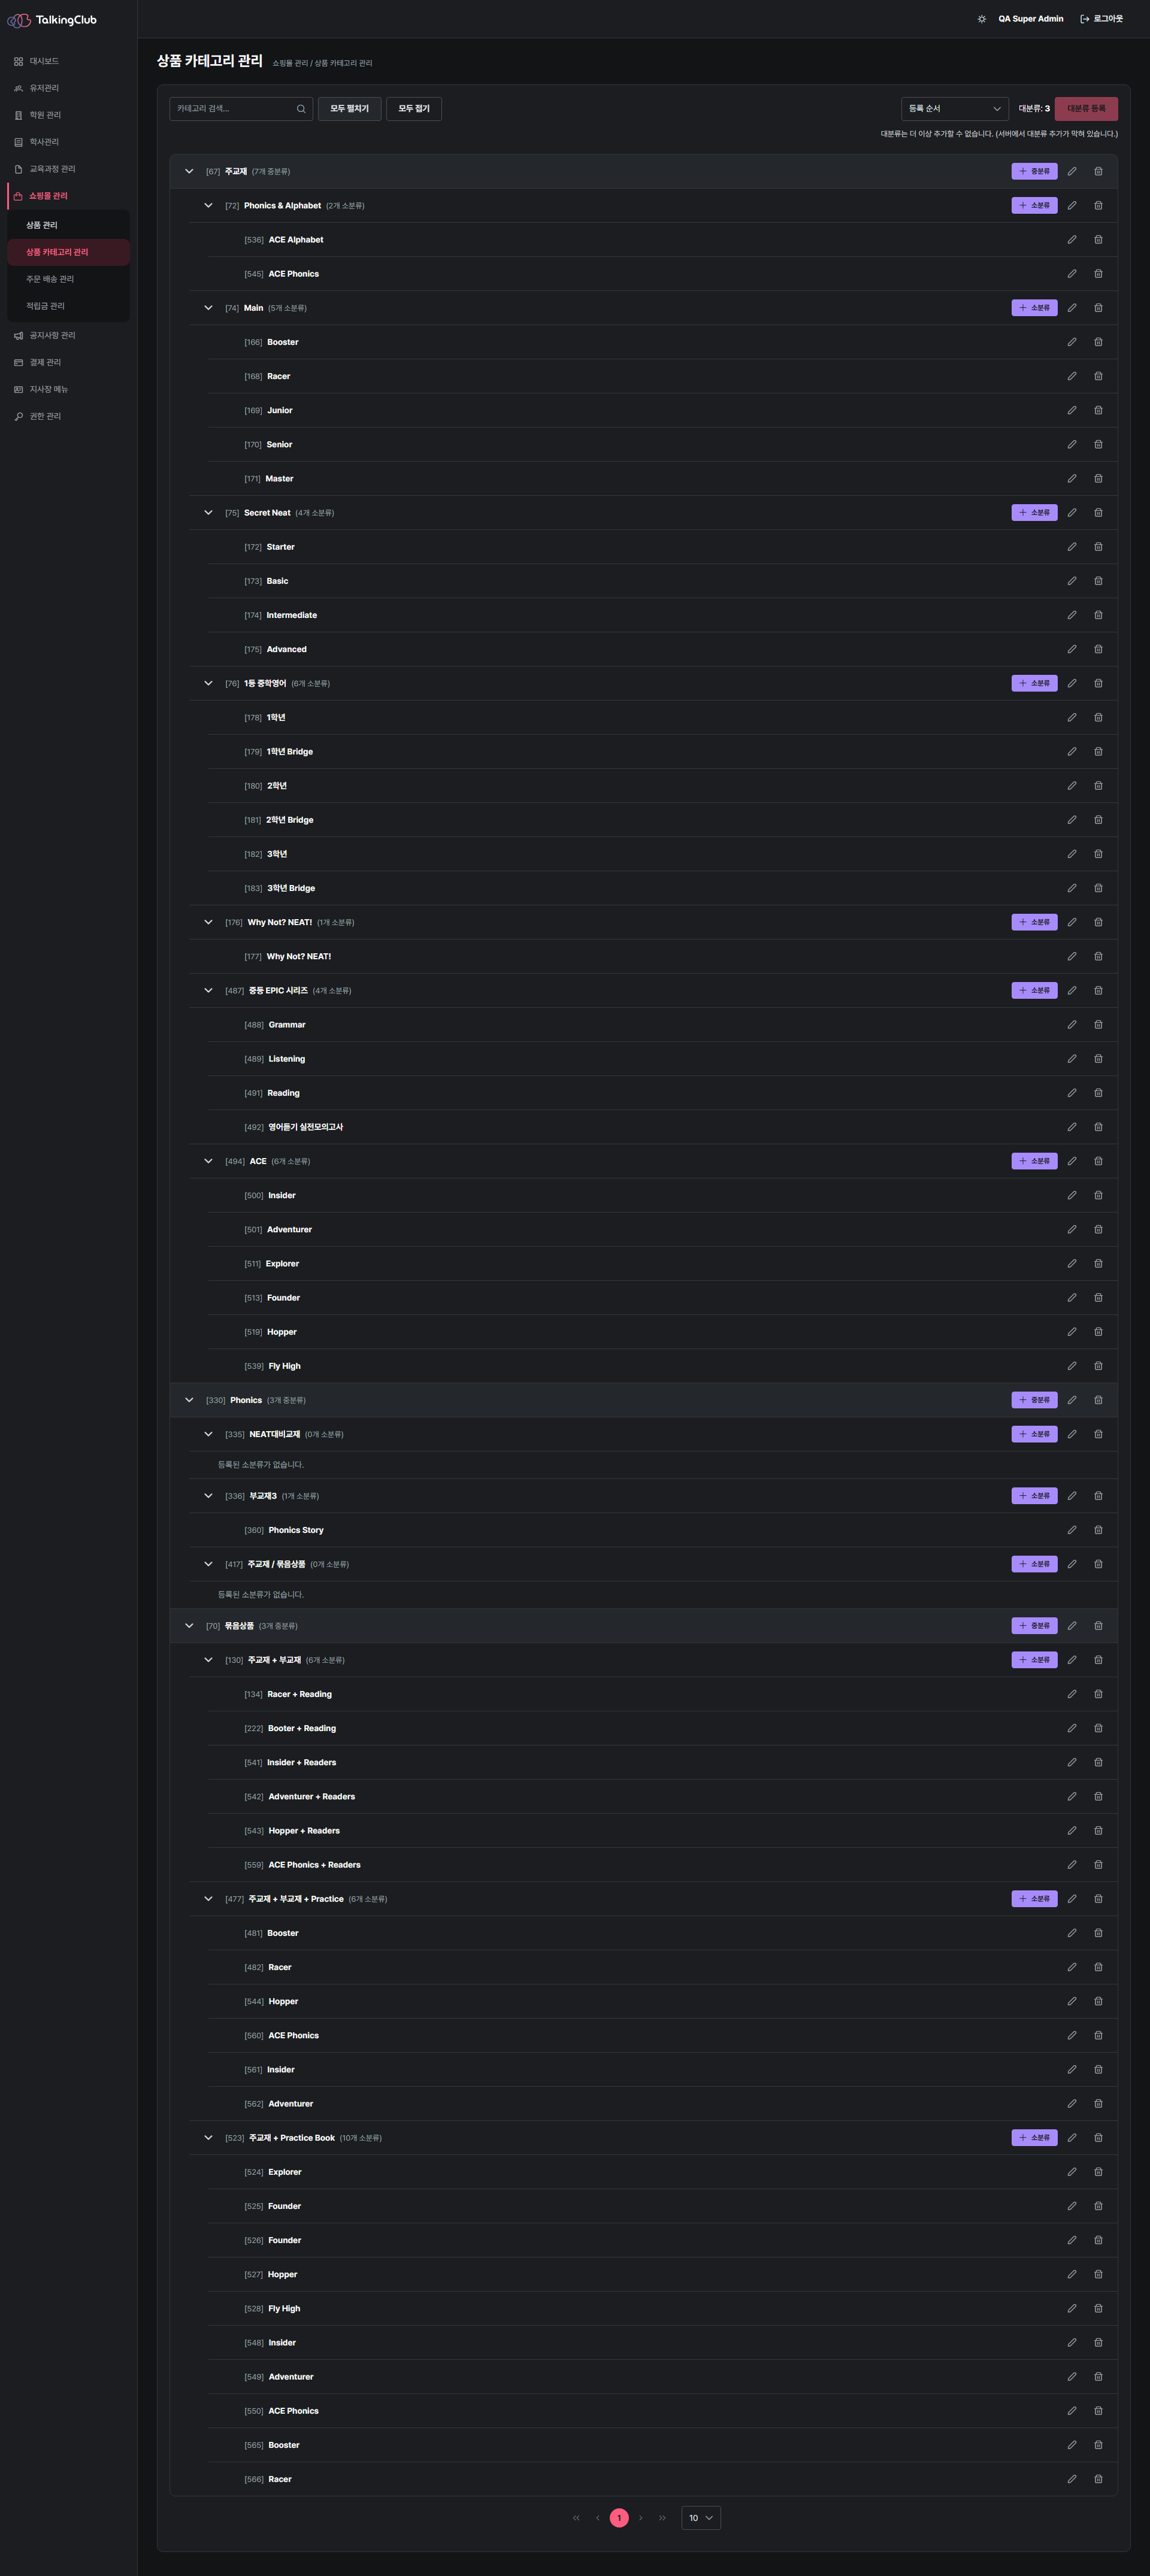 TalkingClub
QA Super Admin 로그아웃
대시보드
유저관리
학원 관리
학사관리
교육과정 관리
쇼핑몰 관리
상품 관리
상품 카테고리 관리
주문 배송 관리
적립금 관리
공지사항 관리
결제 관리
지사장 메뉴
권한 관리
상품 카테고리 관리 쇼핑몰 관리 / 상품 카테고리 관리
카테고리 검색... 모두 펼치기 모두 접기 등록 순서 대분류: 3 대분류 등록
대분류는 더 이상 추가할 수 없습니다. (서버에서 대분류 추가가 막혀 있습니다.)
[67] 주교재 (7개 중분류) + 중분류
[72] Phonics & Alphabet (2개 소분류) + 소분류
[536] ACE Alphabet
[545] ACE Phonics
[74] Main (5개 소분류) + 소분류
[166] Booster
[168] Racer
[169] Junior
[170] Senior
[171] Master
[75] Secret Neat (4개 소분류) + 소분류
[172] Starter
[173] Basic
[174] Intermediate
[175] Advanced
[76] 1등 중학영어 (6개 소분류) + 소분류
[178] 1학년
[179] 1학년 Bridge
[180] 2학년
[181] 2학년 Bridge
[182] 3학년
[183] 3학년 Bridge
[176] Why Not? NEAT! (1개 소분류) + 소분류
[177] Why Not? NEAT!
[487] 중등 EPIC 시리즈 (4개 소분류) + 소분류
[488] Grammar
[489] Listening
[491] Reading
[492] 영어듣기 실전모의고사
[494] ACE (6개 소분류) + 소분류
[500] Insider
[501] Adventurer
[511] Explorer
[513] Founder
[519] Hopper
[539] Fly High
[330] Phonics (3개 중분류) + 중분류
[335] NEAT대비교재 (0개 소분류) + 소분류
등록된 소분류가 없습니다.
[336] 부교재3 (1개 소분류) + 소분류
[360] Phonics Story
[417] 주교재 / 묶음상품 (0개 소분류) + 소분류
등록된 소분류가 없습니다.
[70] 묶음상품 (3개 중분류) + 중분류
[130] 주교재 + 부교재 (6개 소분류) + 소분류
[134] Racer + Reading
[222] Booter + Reading
[541] Insider + Readers
[542] Adventurer + Readers
[543] Hopper + Readers
[559] ACE Phonics + Readers
[477] 주교재 + 부교재 + Practice (6개 소분류) + 소분류
[481] Booster
[482] Racer
[544] Hopper
[560] ACE Phonics
[561] Insider
[562] Adventurer
[523] 주교재 + Practice Book (10개 소분류) + 소분류
[524] Explorer
[525] Founder
[526] Founder
[527] Hopper
[528] Fly High
[548] Insider
[549] Adventurer
[550] ACE Phonics
[565] Booster
[566] Racer
« ‹ 1 › » 10